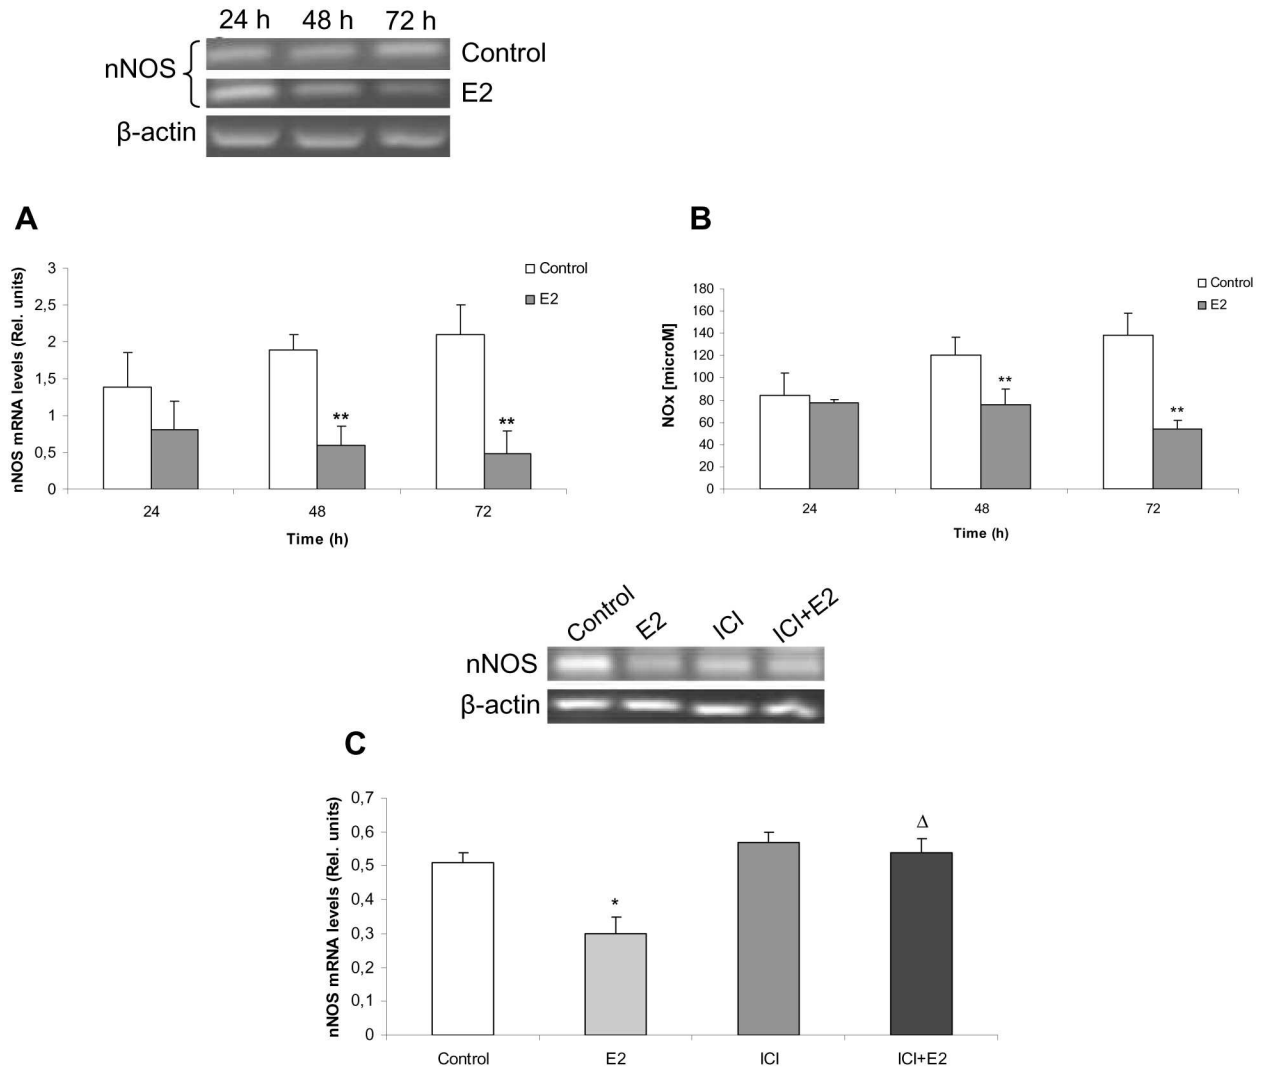 24 h 48 h 72 h
nNOS
Control
E2
β-actin
A
nNOS mRNA levels (Rel. units)
3
2,5
2
1,5
1
0,5
0
Control
E2
**
**
24 48 72
Time (h)
B
NOx [microM]
180
160
140
120
100
80
60
40
20
0
Control
E2
**
**
24 48 72
Time (h)
Control E2 ICI ICI+E2
nNOS
β-actin
C
nNOS mRNA levels (Rel. units)
0,7
0,6
0,5
0,4
0,3
0,2
0,1
0
*
Δ
Control E2 ICI ICI+E2